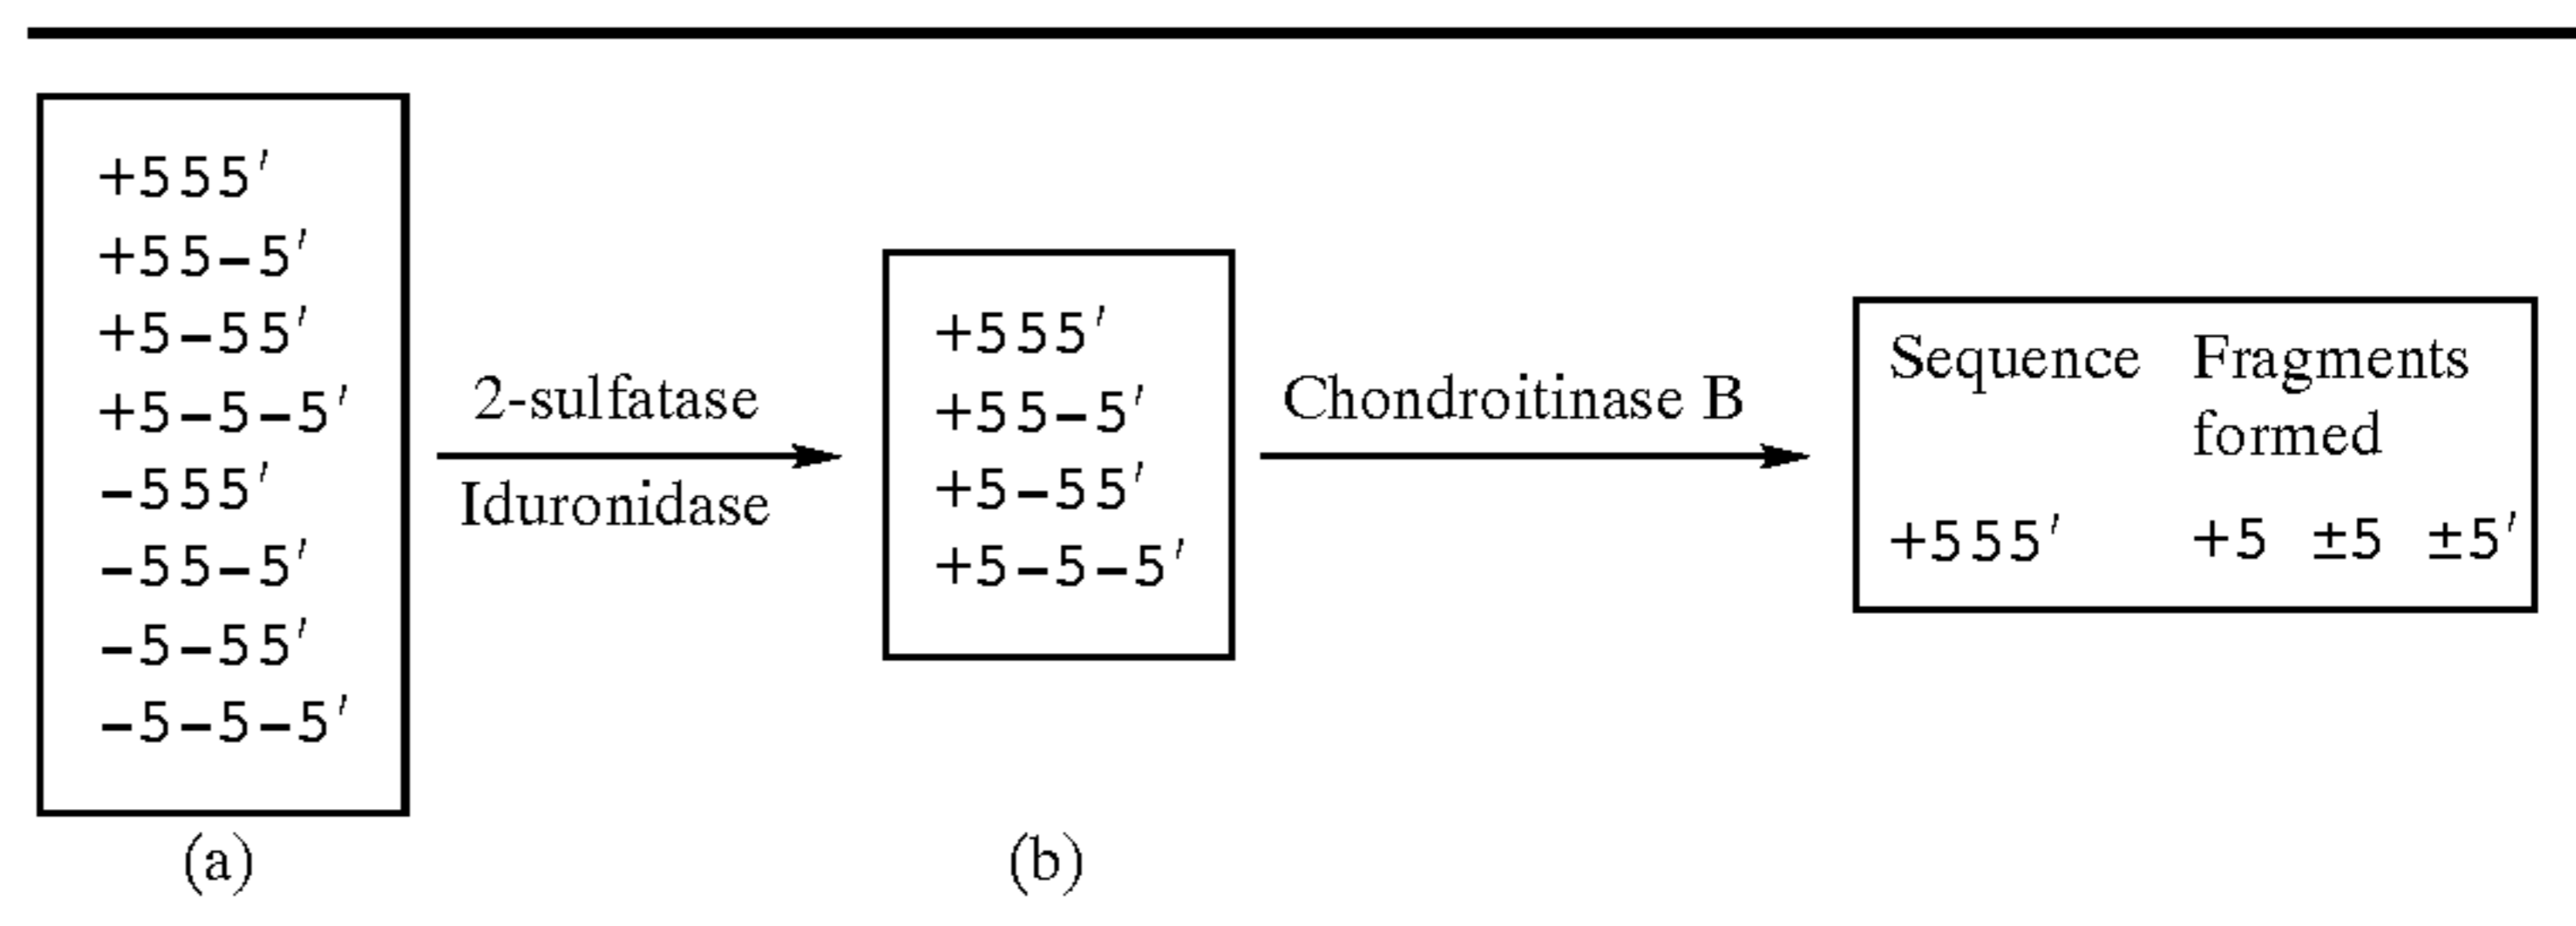 +555′
+55–5′
+5–55′
+5–5–5′
–555′
–55–5′
–5–55′
–5–5–5′
(a)
2-sulfatase
Iduronidase
+555′
+55–5′
+5–55′
+5–5–5′
(b)
Chondroitinase B
Sequence Fragments
formed
+555′ +5 ±5 ±5′